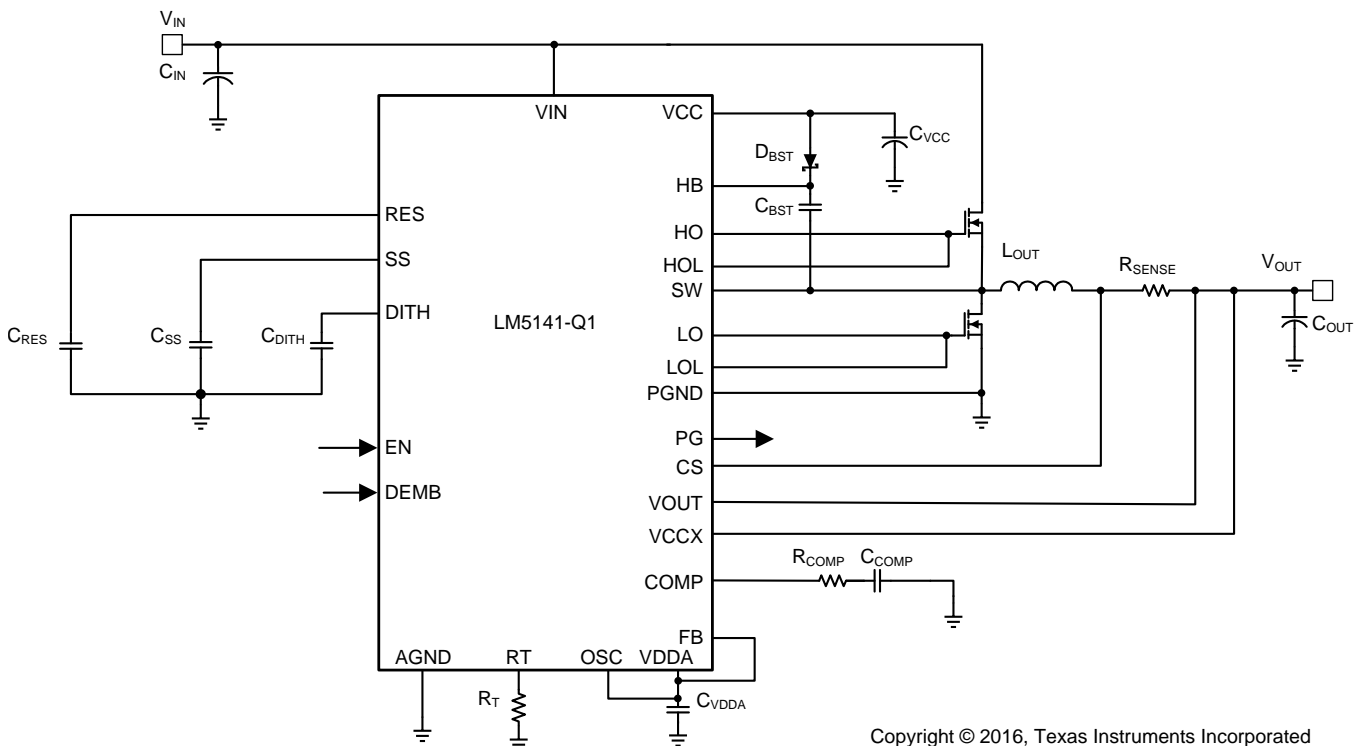 VIN
CIN
VIN
VCC
CVCC
DBST
HB
CBST
RES
HO
HOL
LOUT
RSENSE
VOUT
SS
SW
DITH
LM5141-Q1
LO
COUT
CRES
CSS
CDITH
LOL
PGND
PG
EN
CS
DEMB
VOUT
VCCX
RCOMP
CCOMP
COMP
FB
AGND
RT
OSC
VDDA
RT
CVDDA
Copyright © 2016, Texas Instruments Incorporated